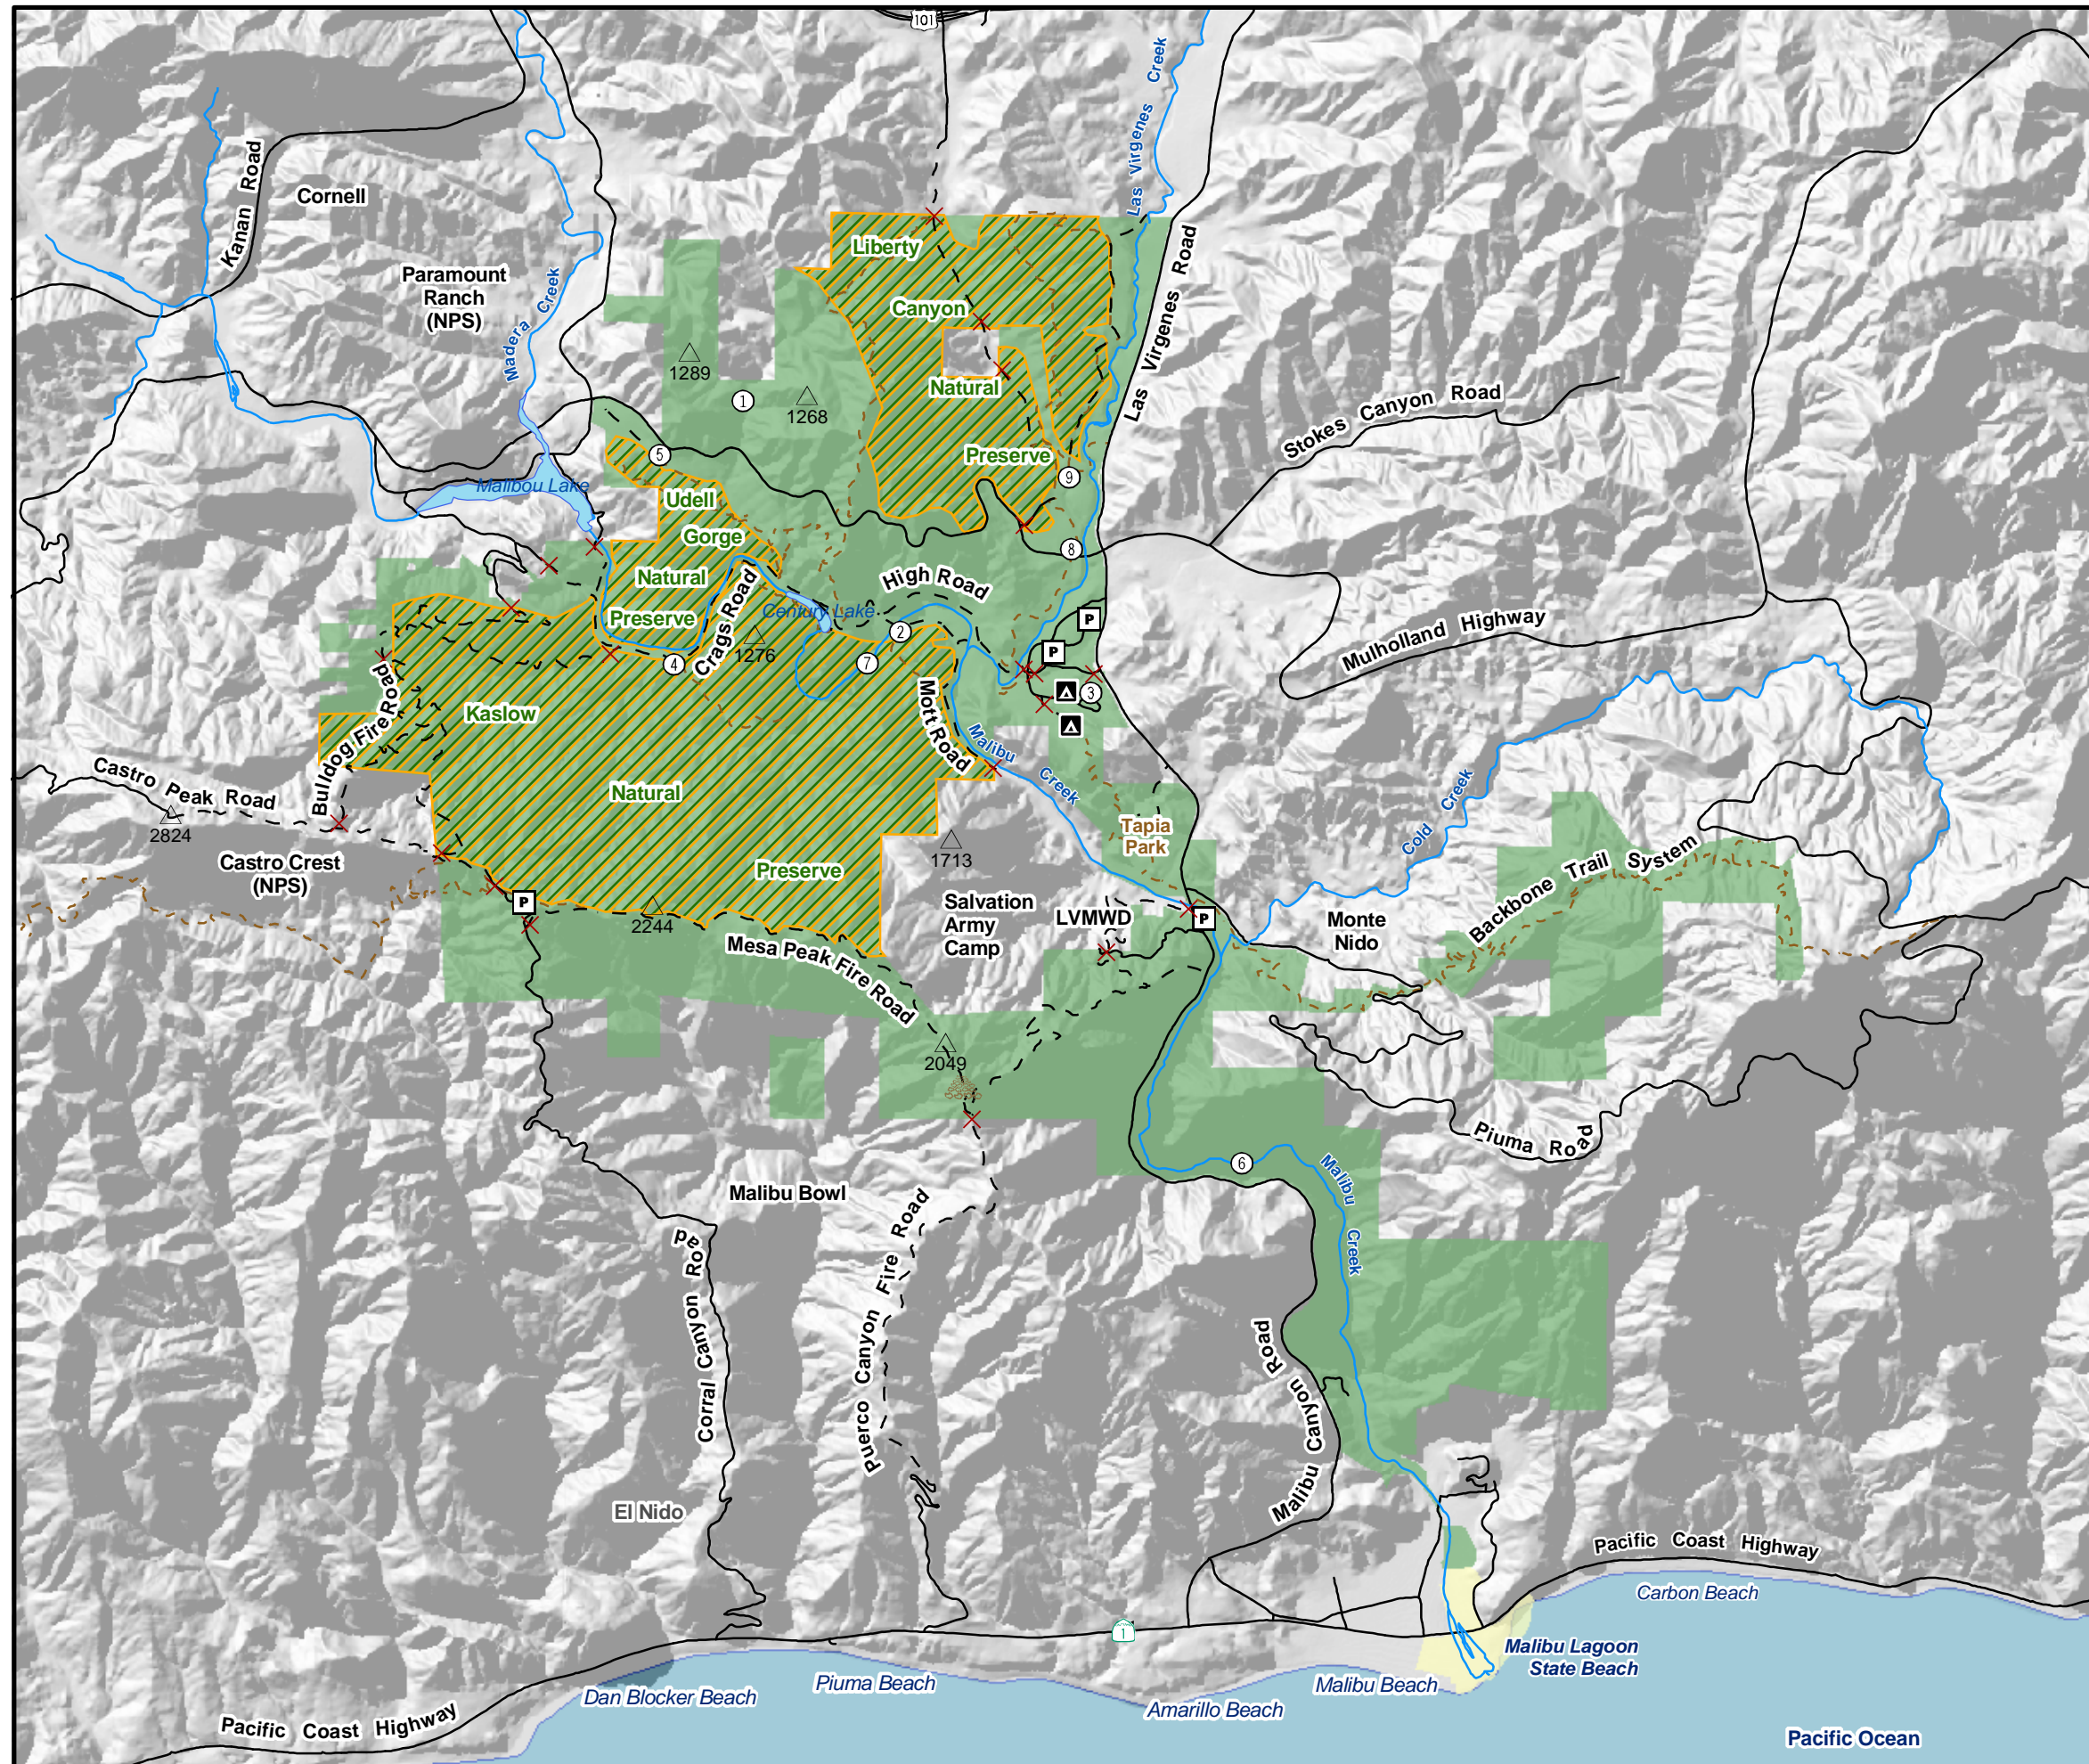 101
Las Virgenes Creek
Kanan Road
Cornell
Paramount
Ranch
(NPS)
Madera Creek
Liberty
Canyon
Natural
Preserve
Las Virgenes Road
1289
1
1268
5
9
8
Stokes Canyon Road
Malibou Lake
Udell
Gorge
Natural
Preserve
Crags Road
High Road
Century Lake
2
7
4
1276
P
P
3
Mulholland Highway
Kaslow
Natural
Preserve
Bulldog Fire Road
Mott Road
Malibu Creek
Castro Peak Road
2824
Castro Crest
(NPS)
Cold Creek
Tapia
Park
1713
Backbone Trail System
Salvation
Army
Camp
LVMWD
P
P
Monte
Nido
2244
Mesa Peak Fire Road
2049
Piuma Road
6
Malibu Creek
Malibu Bowl
Corral Canyon Road
Puerco Canyon Fire Road
Malibu Canyon Road
El Nido
Pacific Coast Highway
Carbon Beach
1
Malibu Lagoon
State Beach
Piuma Beach
Malibu Beach
Dan Blocker Beach
Amarillo Beach
Pacific Coast Highway
Pacific Ocean